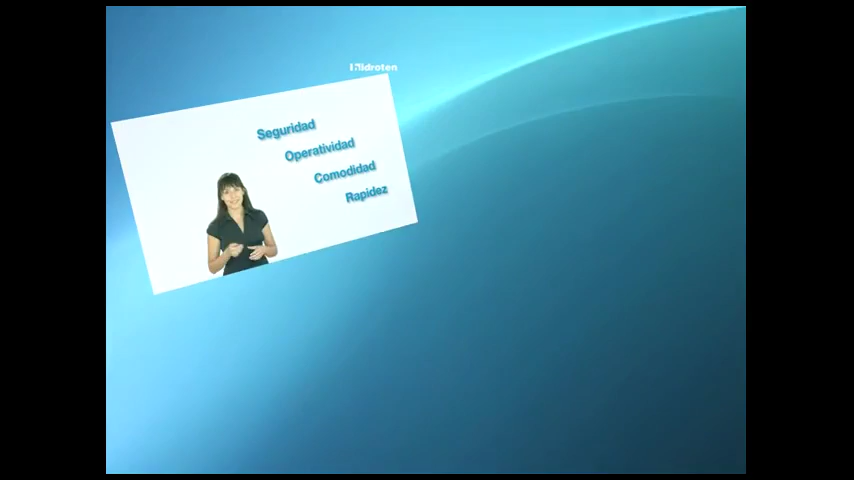 Hidroten
Seguridad
Operatividad
Comodidad
Rapidez